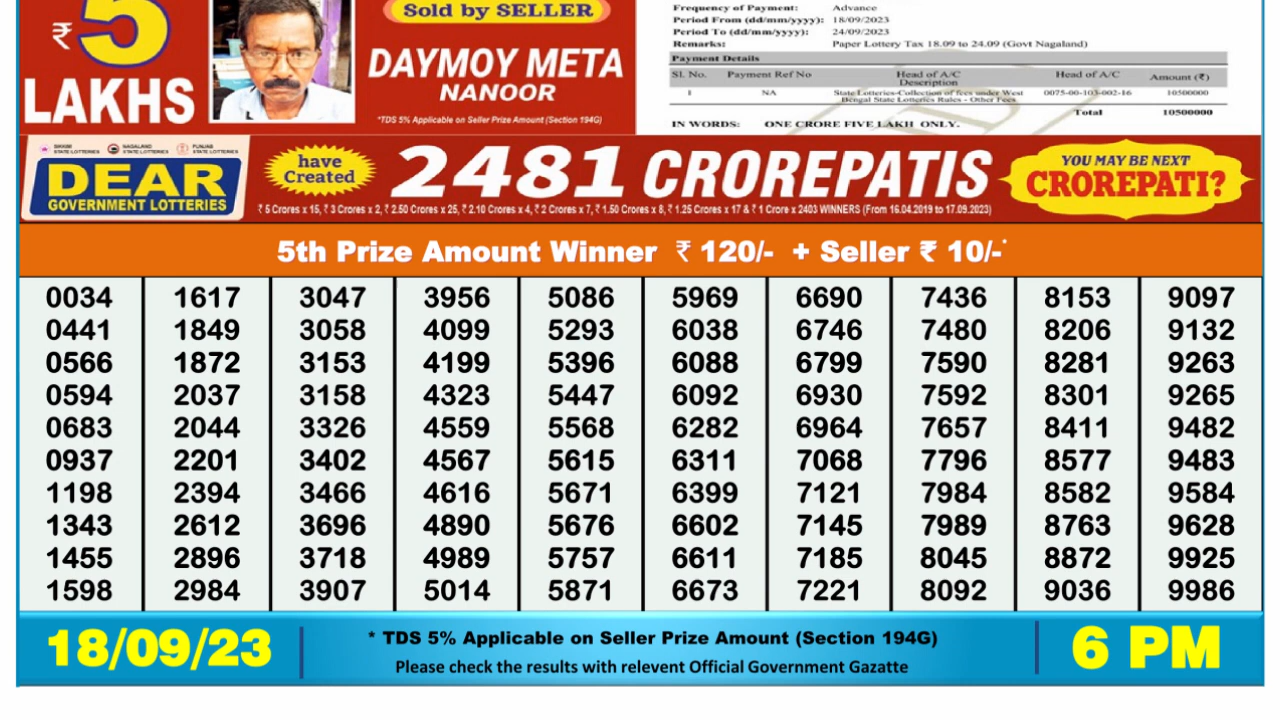 ₹5
LAKHS
Sold by SELLER
DAYMOY META
NANOOR
*TDS 5% Applicable on Seller Prize Amount (Section 194G)
Frequency of Payment: Advance
Period From (dd/mm/yyyy): 18/09/2023
Period To (dd/mm/yyyy): 24/09/2023
Remarks: Paper Lottery Tax 18.09 to 24.09 (Govt Nagaland)
Payment Details
Sl. No. Payment Ref No Head of A/C Description Head of A/C Amount (₹)
1 NA State Lotteries-Collection of fees under West Bengal State Lotteries Rules - Other Fees 0075-00-103-002-16 10500000
Total 10500000
IN WORDS: ONE CRORE FIVE LAKH ONLY.
SIKKIM STATE LOTTERIES NAGALAND STATE LOTTERIES PUNJAB STATE LOTTERIES
DEAR
GOVERNMENT LOTTERIES
have Created
2481 CROREPATIS
₹ 5 Crores x 15, ₹ 3 Crores x 2, ₹ 2.50 Crores x 25, ₹ 2.10 Crores x 4, ₹ 2 Crores x 7, ₹ 1.50 Crores x 8, ₹ 1.25 Crores x 17 & ₹ 1 Crore x 2403 WINNERS (From 16.04.2019 to 17.09.2023)
YOU MAY BE NEXT
CROREPATI?
5th Prize Amount Winner ₹ 120/- + Seller ₹ 10/-*
0034 1617 3047 3956 5086 5969 6690 7436 8153 9097
0441 1849 3058 4099 5293 6038 6746 7480 8206 9132
0566 1872 3153 4199 5396 6088 6799 7590 8281 9263
0594 2037 3158 4323 5447 6092 6930 7592 8301 9265
0683 2044 3326 4559 5568 6282 6964 7657 8411 9482
0937 2201 3402 4567 5615 6311 7068 7796 8577 9483
1198 2394 3466 4616 5671 6399 7121 7984 8582 9584
1343 2612 3696 4890 5676 6602 7145 7989 8763 9628
1455 2896 3718 4989 5757 6611 7185 8045 8872 9925
1598 2984 3907 5014 5871 6673 7221 8092 9036 9986
18/09/23
* TDS 5% Applicable on Seller Prize Amount (Section 194G)
Please check the results with relevent Official Government Gazatte
6 PM